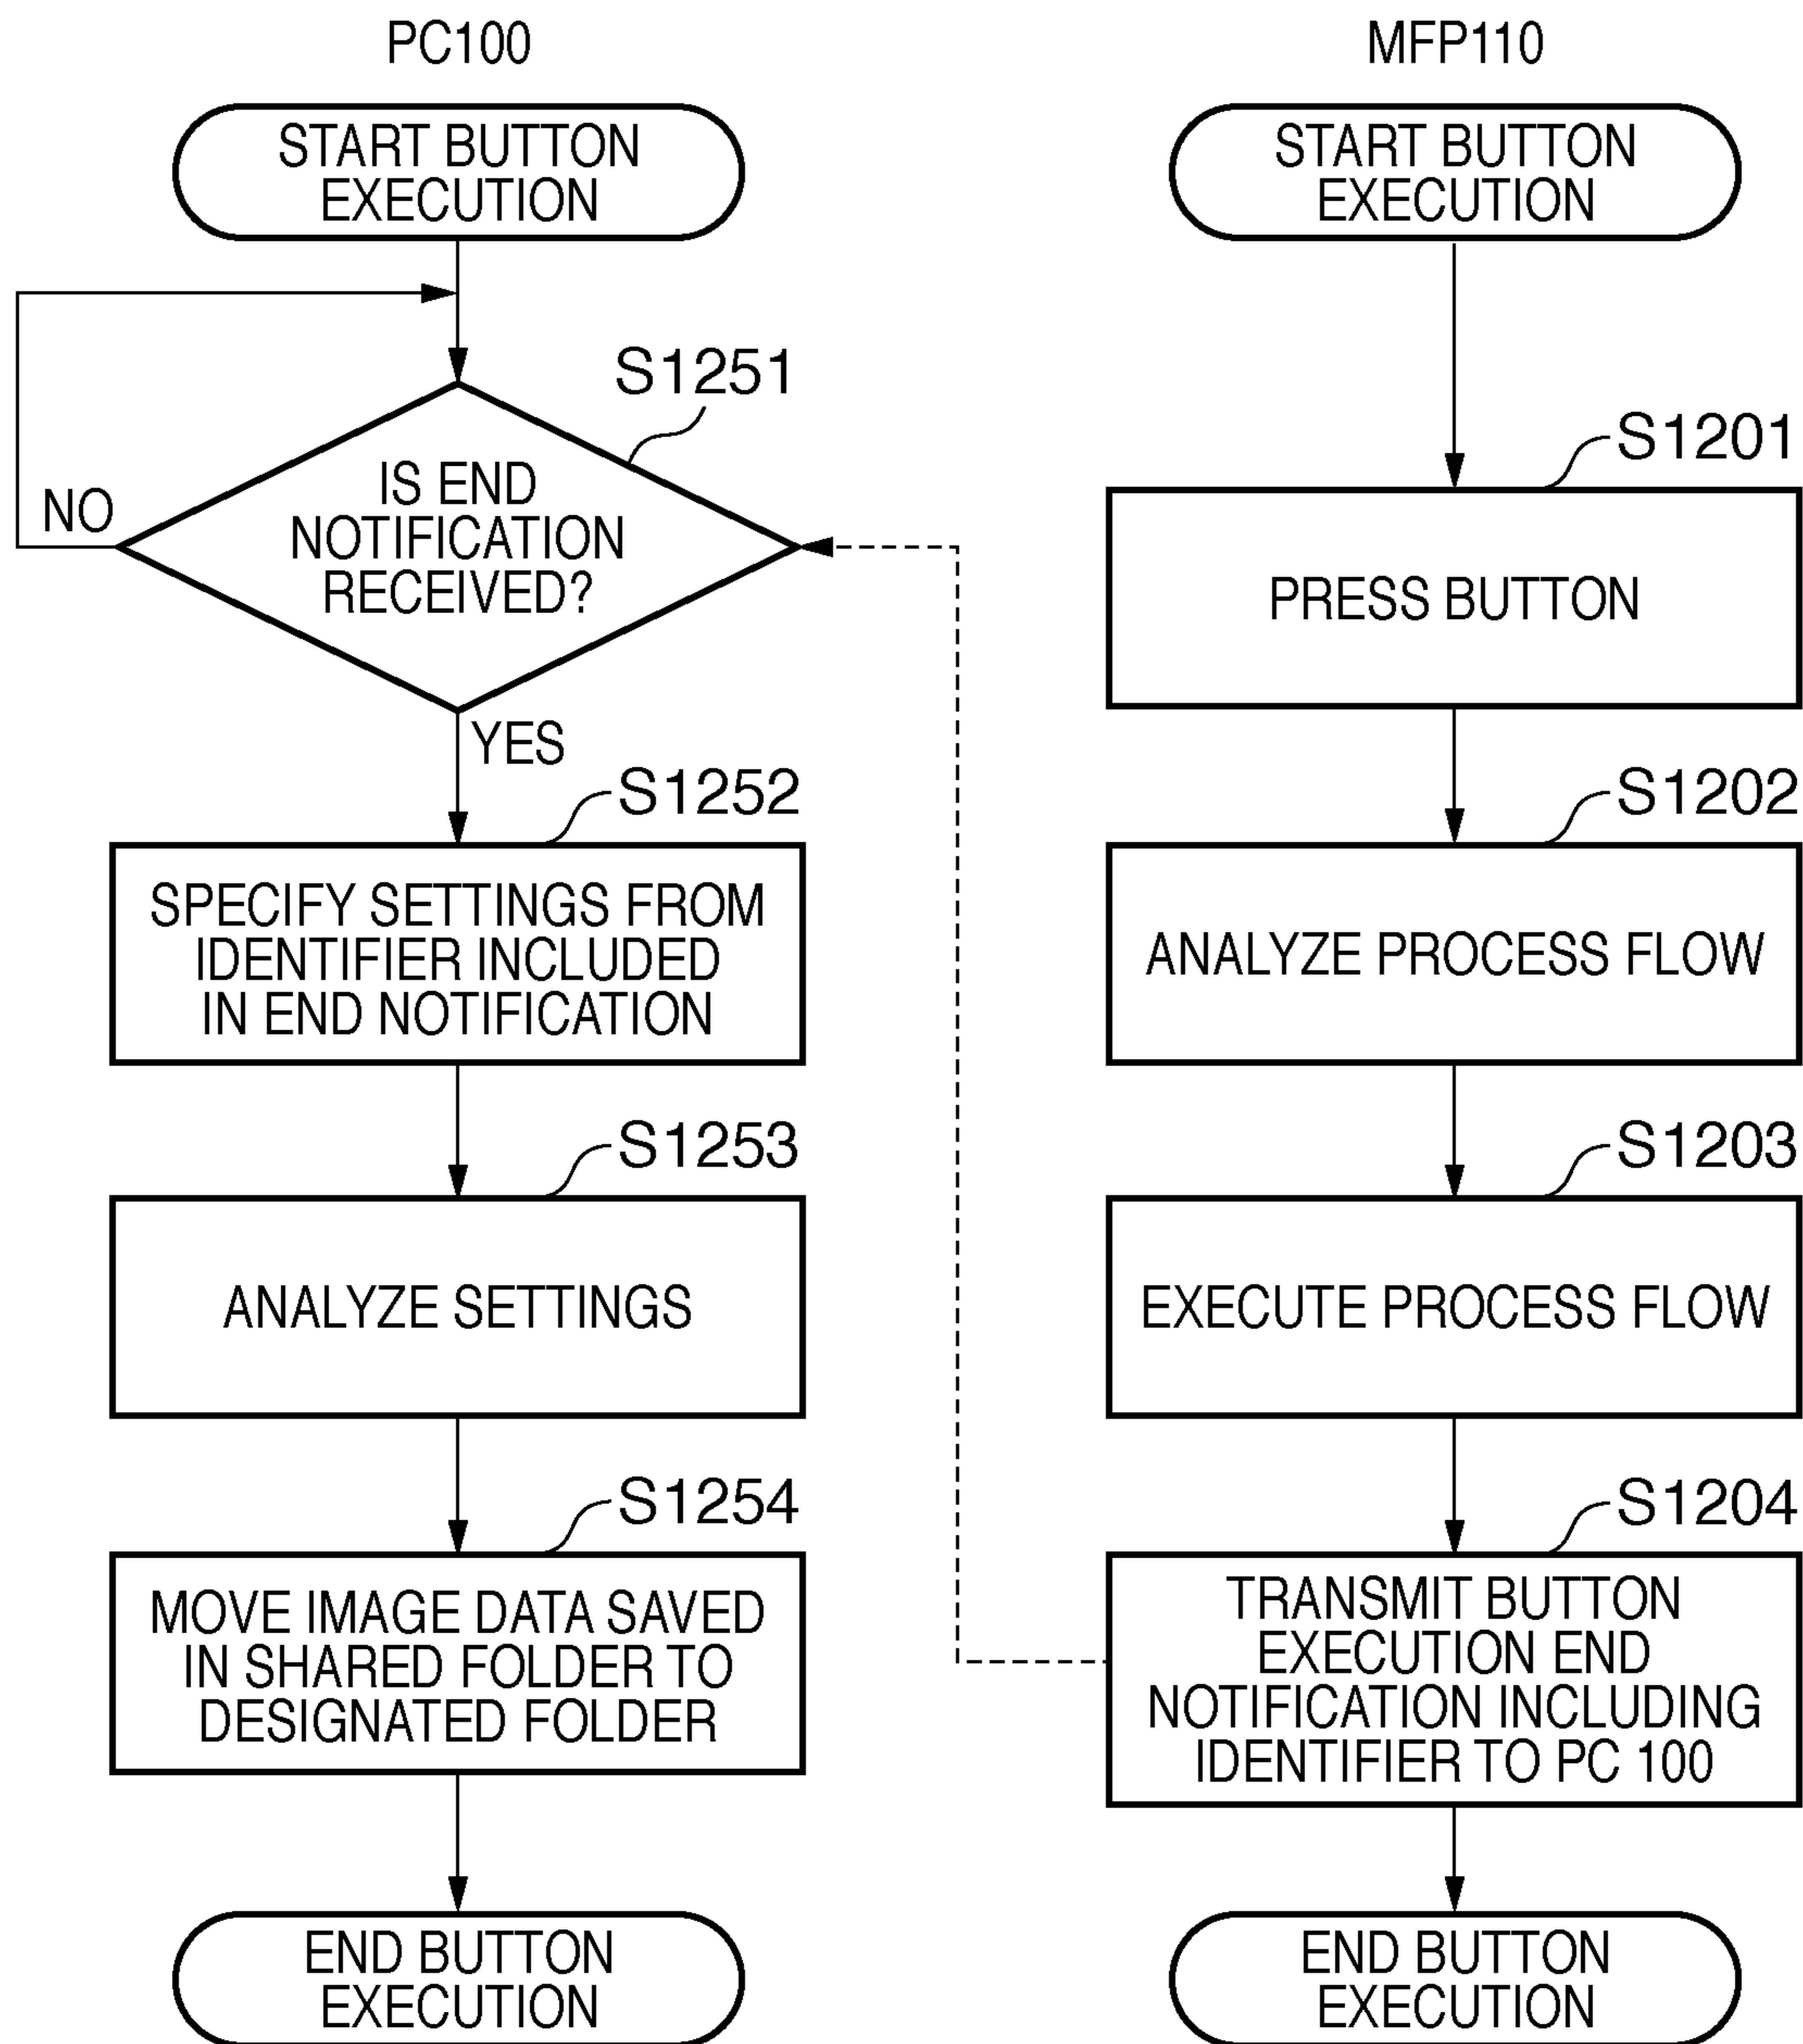 PC100
START BUTTON
EXECUTION
S1251
IS END
NOTIFICATION
RECEIVED?
NO
YES
S1252
SPECIFY SETTINGS FROM
IDENTIFIER INCLUDED
IN END NOTIFICATION
S1253
ANALYZE SETTINGS
S1254
MOVE IMAGE DATA SAVED
IN SHARED FOLDER TO
DESIGNATED FOLDER
END BUTTON
EXECUTION
MFP110
START BUTTON
EXECUTION
S1201
PRESS BUTTON
S1202
ANALYZE PROCESS FLOW
S1203
EXECUTE PROCESS FLOW
S1204
TRANSMIT BUTTON
EXECUTION END
NOTIFICATION INCLUDING
IDENTIFIER TO PC 100
END BUTTON
EXECUTION